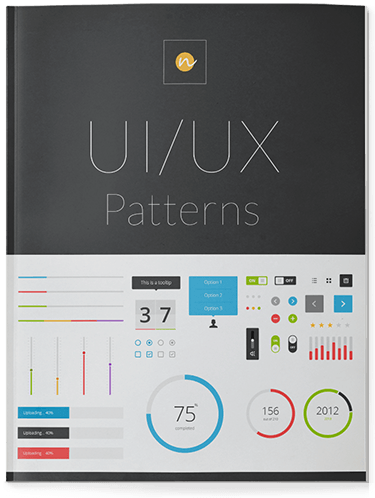 UI/UX
Patterns
This is a tooltip
Option 1
Option 2
Option 3
ON
OFF
3 7
75%
completed
156
2012
Uploading .. 40%
Uploading .. 40%
Uploading .. 40%